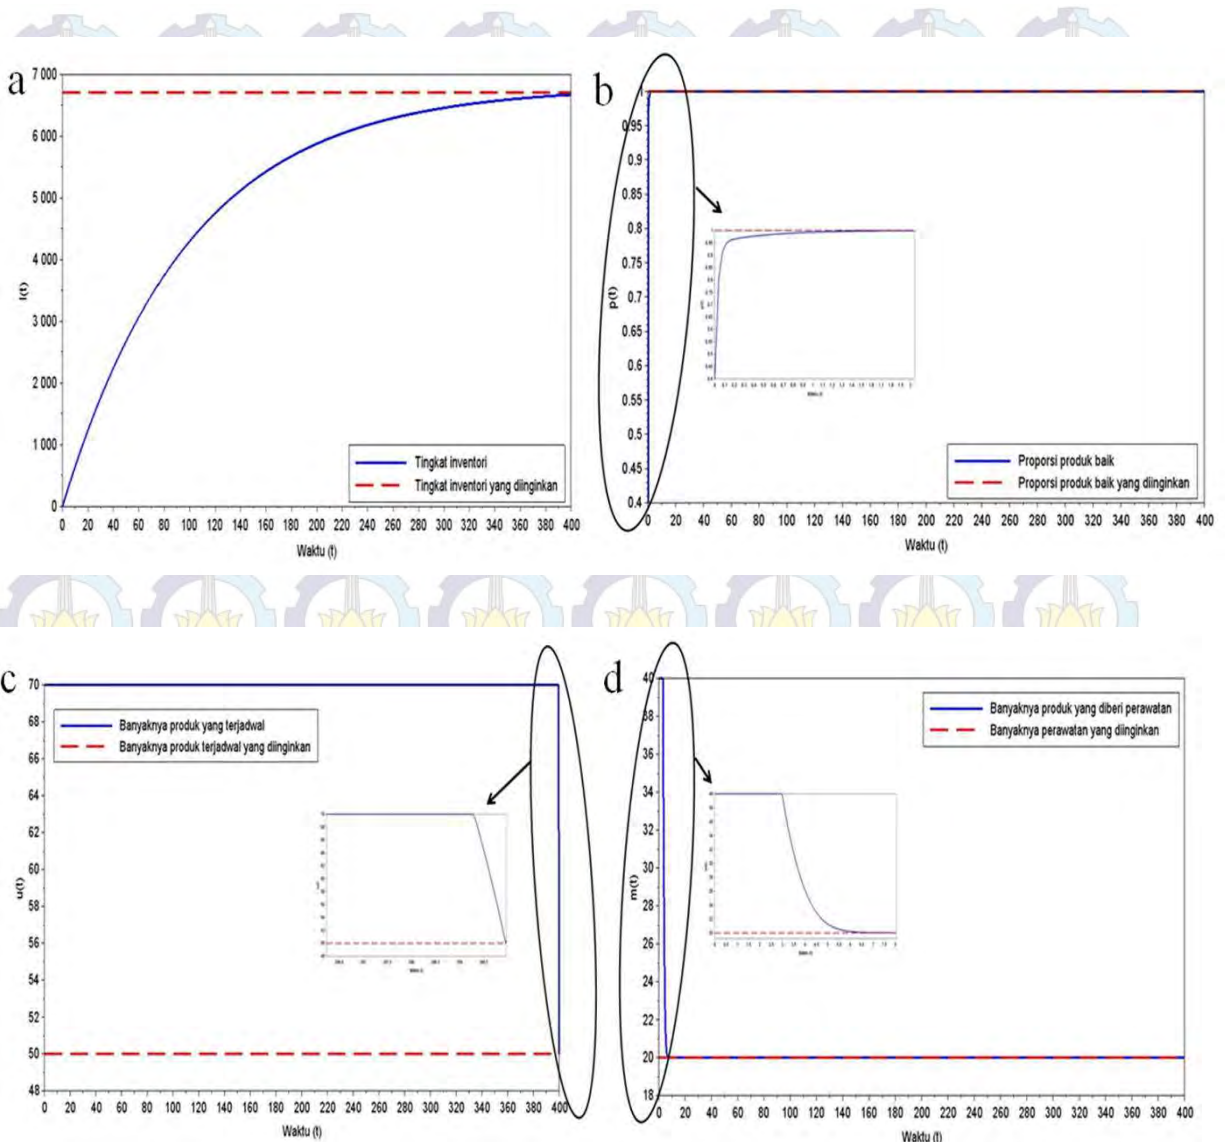 a
7 000
6 000
5 000
4 000
3 000
2 000
1 000
0
I(t)
0 20 40 60 80 100 120 140 160 180 200 220 240 260 280 300 320 340 360 380 400
Waktu (t)
Tingkat inventori
Tingkat inventori yang diinginkan
b
1
0.95
0.9
0.85
0.8
0.75
0.7
0.65
0.6
0.55
0.5
0.45
0.4
p(t)
0 20 40 60 80 100 120 140 160 180 200 220 240 260 280 300 320 340 360 380 400
Waktu (t)
Proporsi produk baik
Proporsi produk baik yang diinginkan
c
70
68
66
64
62
60
58
56
54
52
50
48
u(t)
0 20 40 60 80 100 120 140 160 180 200 220 240 260 280 300 320 340 360 380 400
Waktu (t)
Banyaknya produk yang terjadwal
Banyaknya produk terjadwal yang diinginkan
d
40
38
36
34
32
30
28
26
24
22
20
18
m(t)
0 20 40 60 80 100 120 140 160 180 200 220 240 260 280 300 320 340 360 380 400
Waktu (t)
Banyaknya produk yang diberi perawatan
Banyaknya perawatan yang diinginkan